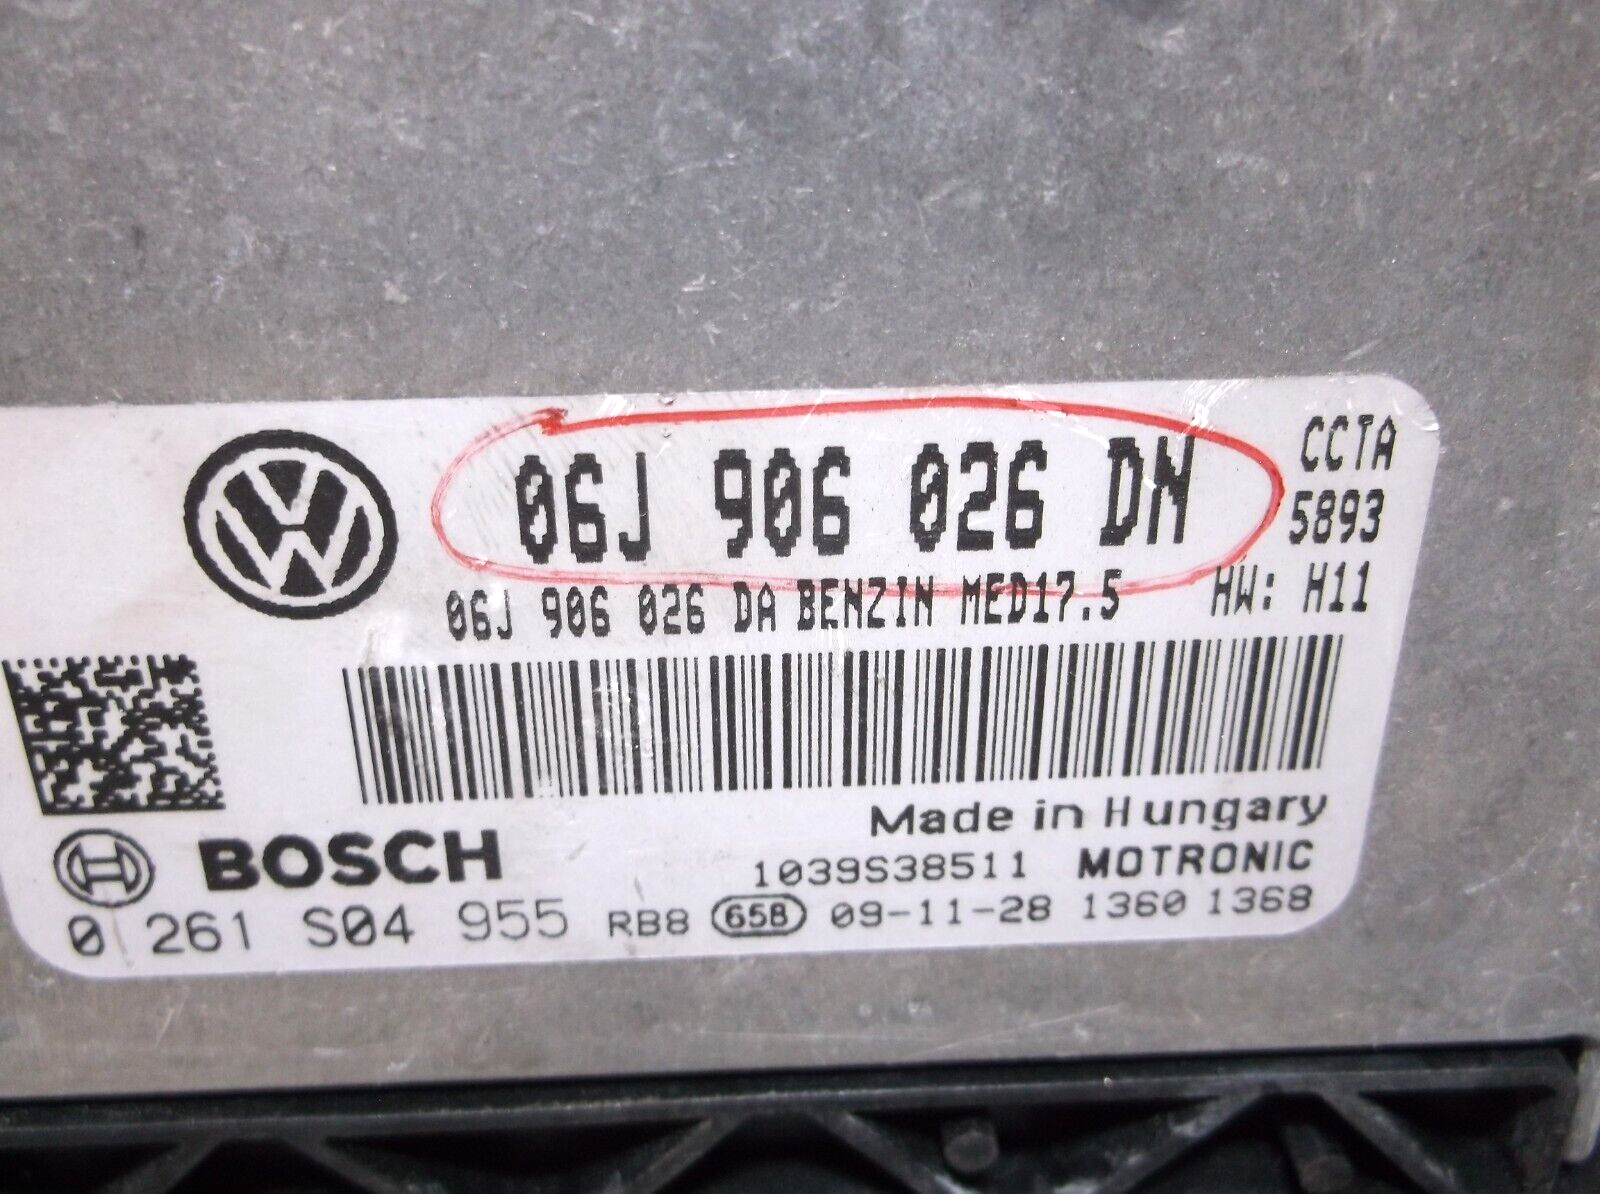 06J 906 026 DN
CCTA
5893
06J 906 026 DA BENZIN MED17.5 HW: H11
Made in Hungary
BOSCH
1039S38511 MOTRONIC
0 261 S04 955 RB8 65B 09-11-28 1360 1368